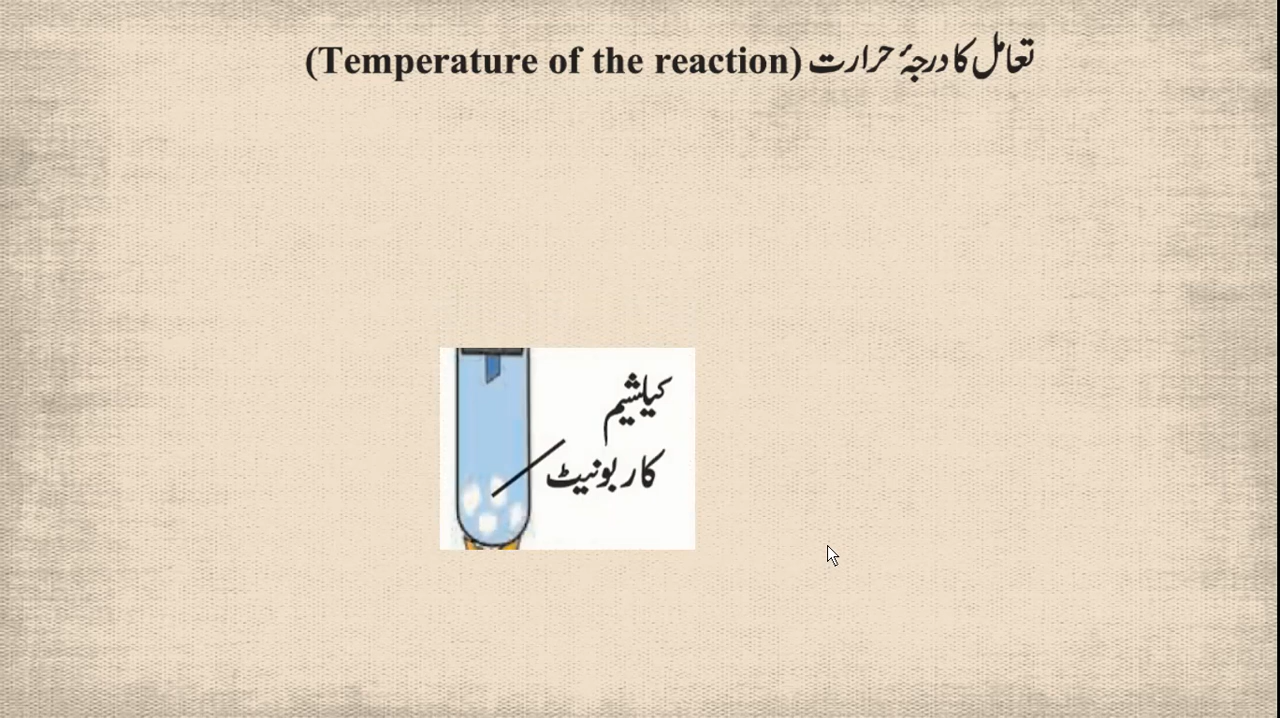 تعامل کا درجۂ حرارت (Temperature of the reaction)
کیلشیم
کاربونیٹ